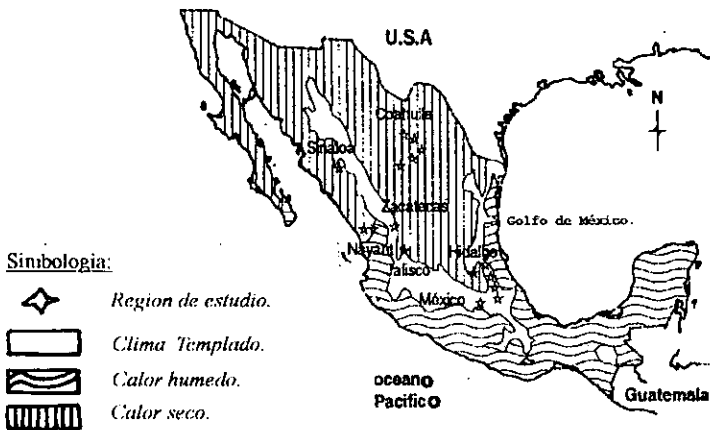 U.S.A
N
Coahuila
Sinaloa
Zacatecas
Golfo de México.
Nayarit
Hidalgo
Jalisco
México
Simbologia:
Region de estudio.
Clima Templado.
Calor humedo.
Calor seco.
oceano
Pacifico
Guatemala